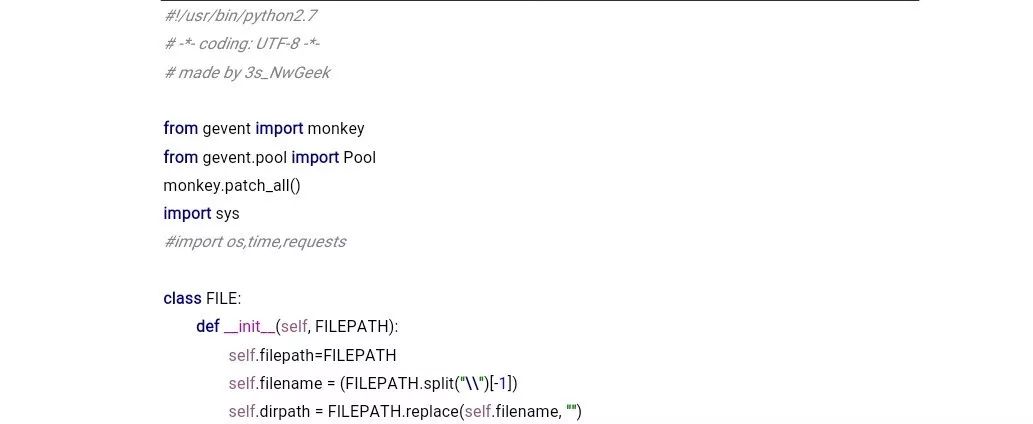 #!/usr/bin/python2.7
# -*- coding: UTF-8 -*-
# made by 3s_NwGeek
from gevent import monkey
from gevent.pool import Pool
monkey.patch_all()
import sys
#import os,time,requests
class FILE:
def __init__(self, FILEPATH):
self.filepath=FILEPATH
self.filename = (FILEPATH.split("\\")[-1])
self.dirpath = FILEPATH.replace(self.filename, "")